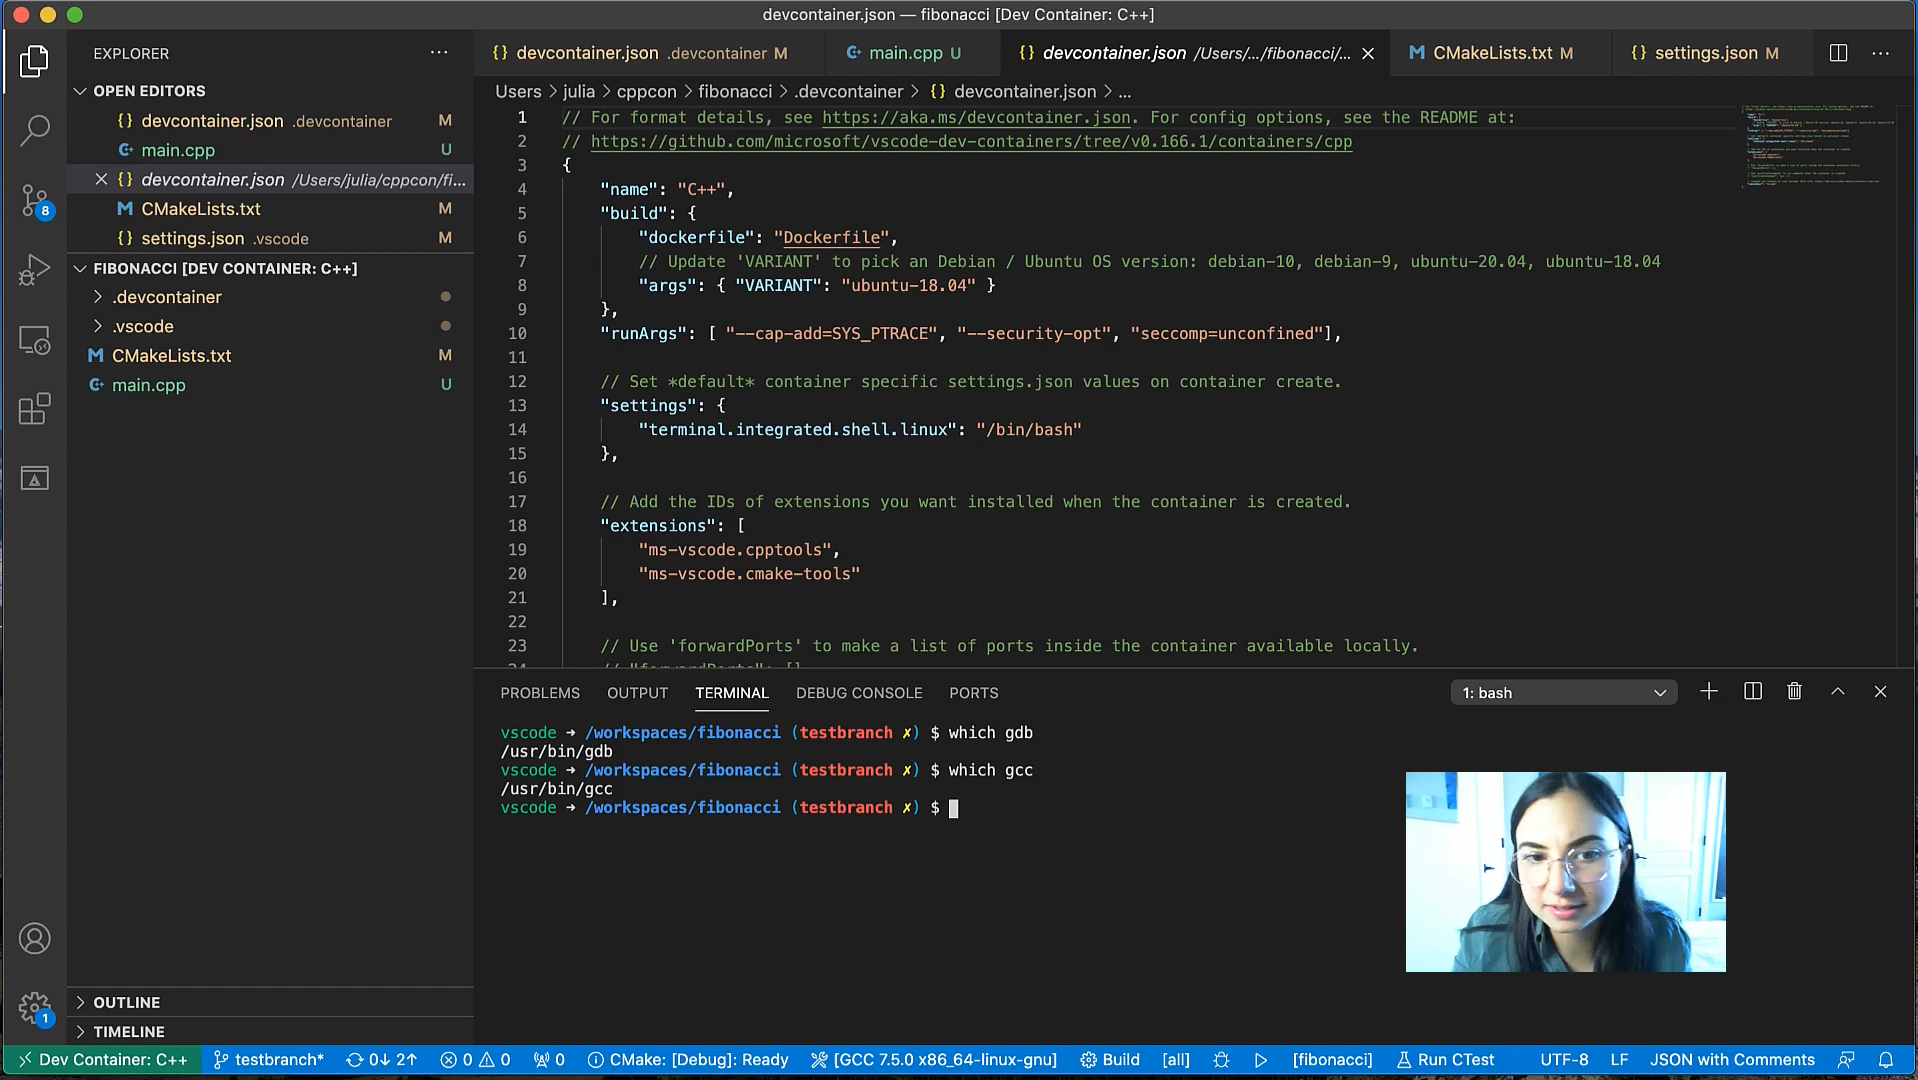 devcontainer.json — fibonacci [Dev Container: C++]
EXPLORER
OPEN EDITORS
{} devcontainer.json .devcontainer M
main.cpp U
{} devcontainer.json /Users/julia/cppcon/fi...
CMakeLists.txt M
{} settings.json .vscode M
FIBONACCI [DEV CONTAINER: C++]
.devcontainer
.vscode
CMakeLists.txt M
main.cpp U
OUTLINE
TIMELINE
8
1
{} devcontainer.json .devcontainer M
main.cpp U
{} devcontainer.json /Users/.../fibonacci/...
CMakeLists.txt M
{} settings.json M
Users > julia > cppcon > fibonacci > .devcontainer > {} devcontainer.json > ...
1 // For format details, see https://aka.ms/devcontainer.json. For config options, see the README at:
2 // https://github.com/microsoft/vscode-dev-containers/tree/v0.166.1/containers/cpp
3 {
4 "name": "C++",
5 "build": {
6 "dockerfile": "Dockerfile",
7 // Update 'VARIANT' to pick an Debian / Ubuntu OS version: debian-10, debian-9, ubuntu-20.04, ubuntu-18.04
8 "args": { "VARIANT": "ubuntu-18.04" }
9 },
10 "runArgs": [ "--cap-add=SYS_PTRACE", "--security-opt", "seccomp=unconfined"],
11
12 // Set *default* container specific settings.json values on container create.
13 "settings": {
14 "terminal.integrated.shell.linux": "/bin/bash"
15 },
16
17 // Add the IDs of extensions you want installed when the container is created.
18 "extensions": [
19 "ms-vscode.cpptools",
20 "ms-vscode.cmake-tools"
21 ],
22
23 // Use 'forwardPorts' to make a list of ports inside the container available locally.
24 // "forwardPorts": []
PROBLEMS OUTPUT TERMINAL DEBUG CONSOLE PORTS
1: bash
vscode ➜ /workspaces/fibonacci (testbranch ✗) $ which gdb
/usr/bin/gdb
vscode ➜ /workspaces/fibonacci (testbranch ✗) $ which gcc
/usr/bin/gcc
vscode ➜ /workspaces/fibonacci (testbranch ✗) $
Dev Container: C++ testbranch* 0↓ 2↑ 0 0 0 CMake: [Debug]: Ready [GCC 7.5.0 x86_64-linux-gnu] Build [all] [fibonacci] Run CTest UTF-8 LF JSON with Comments